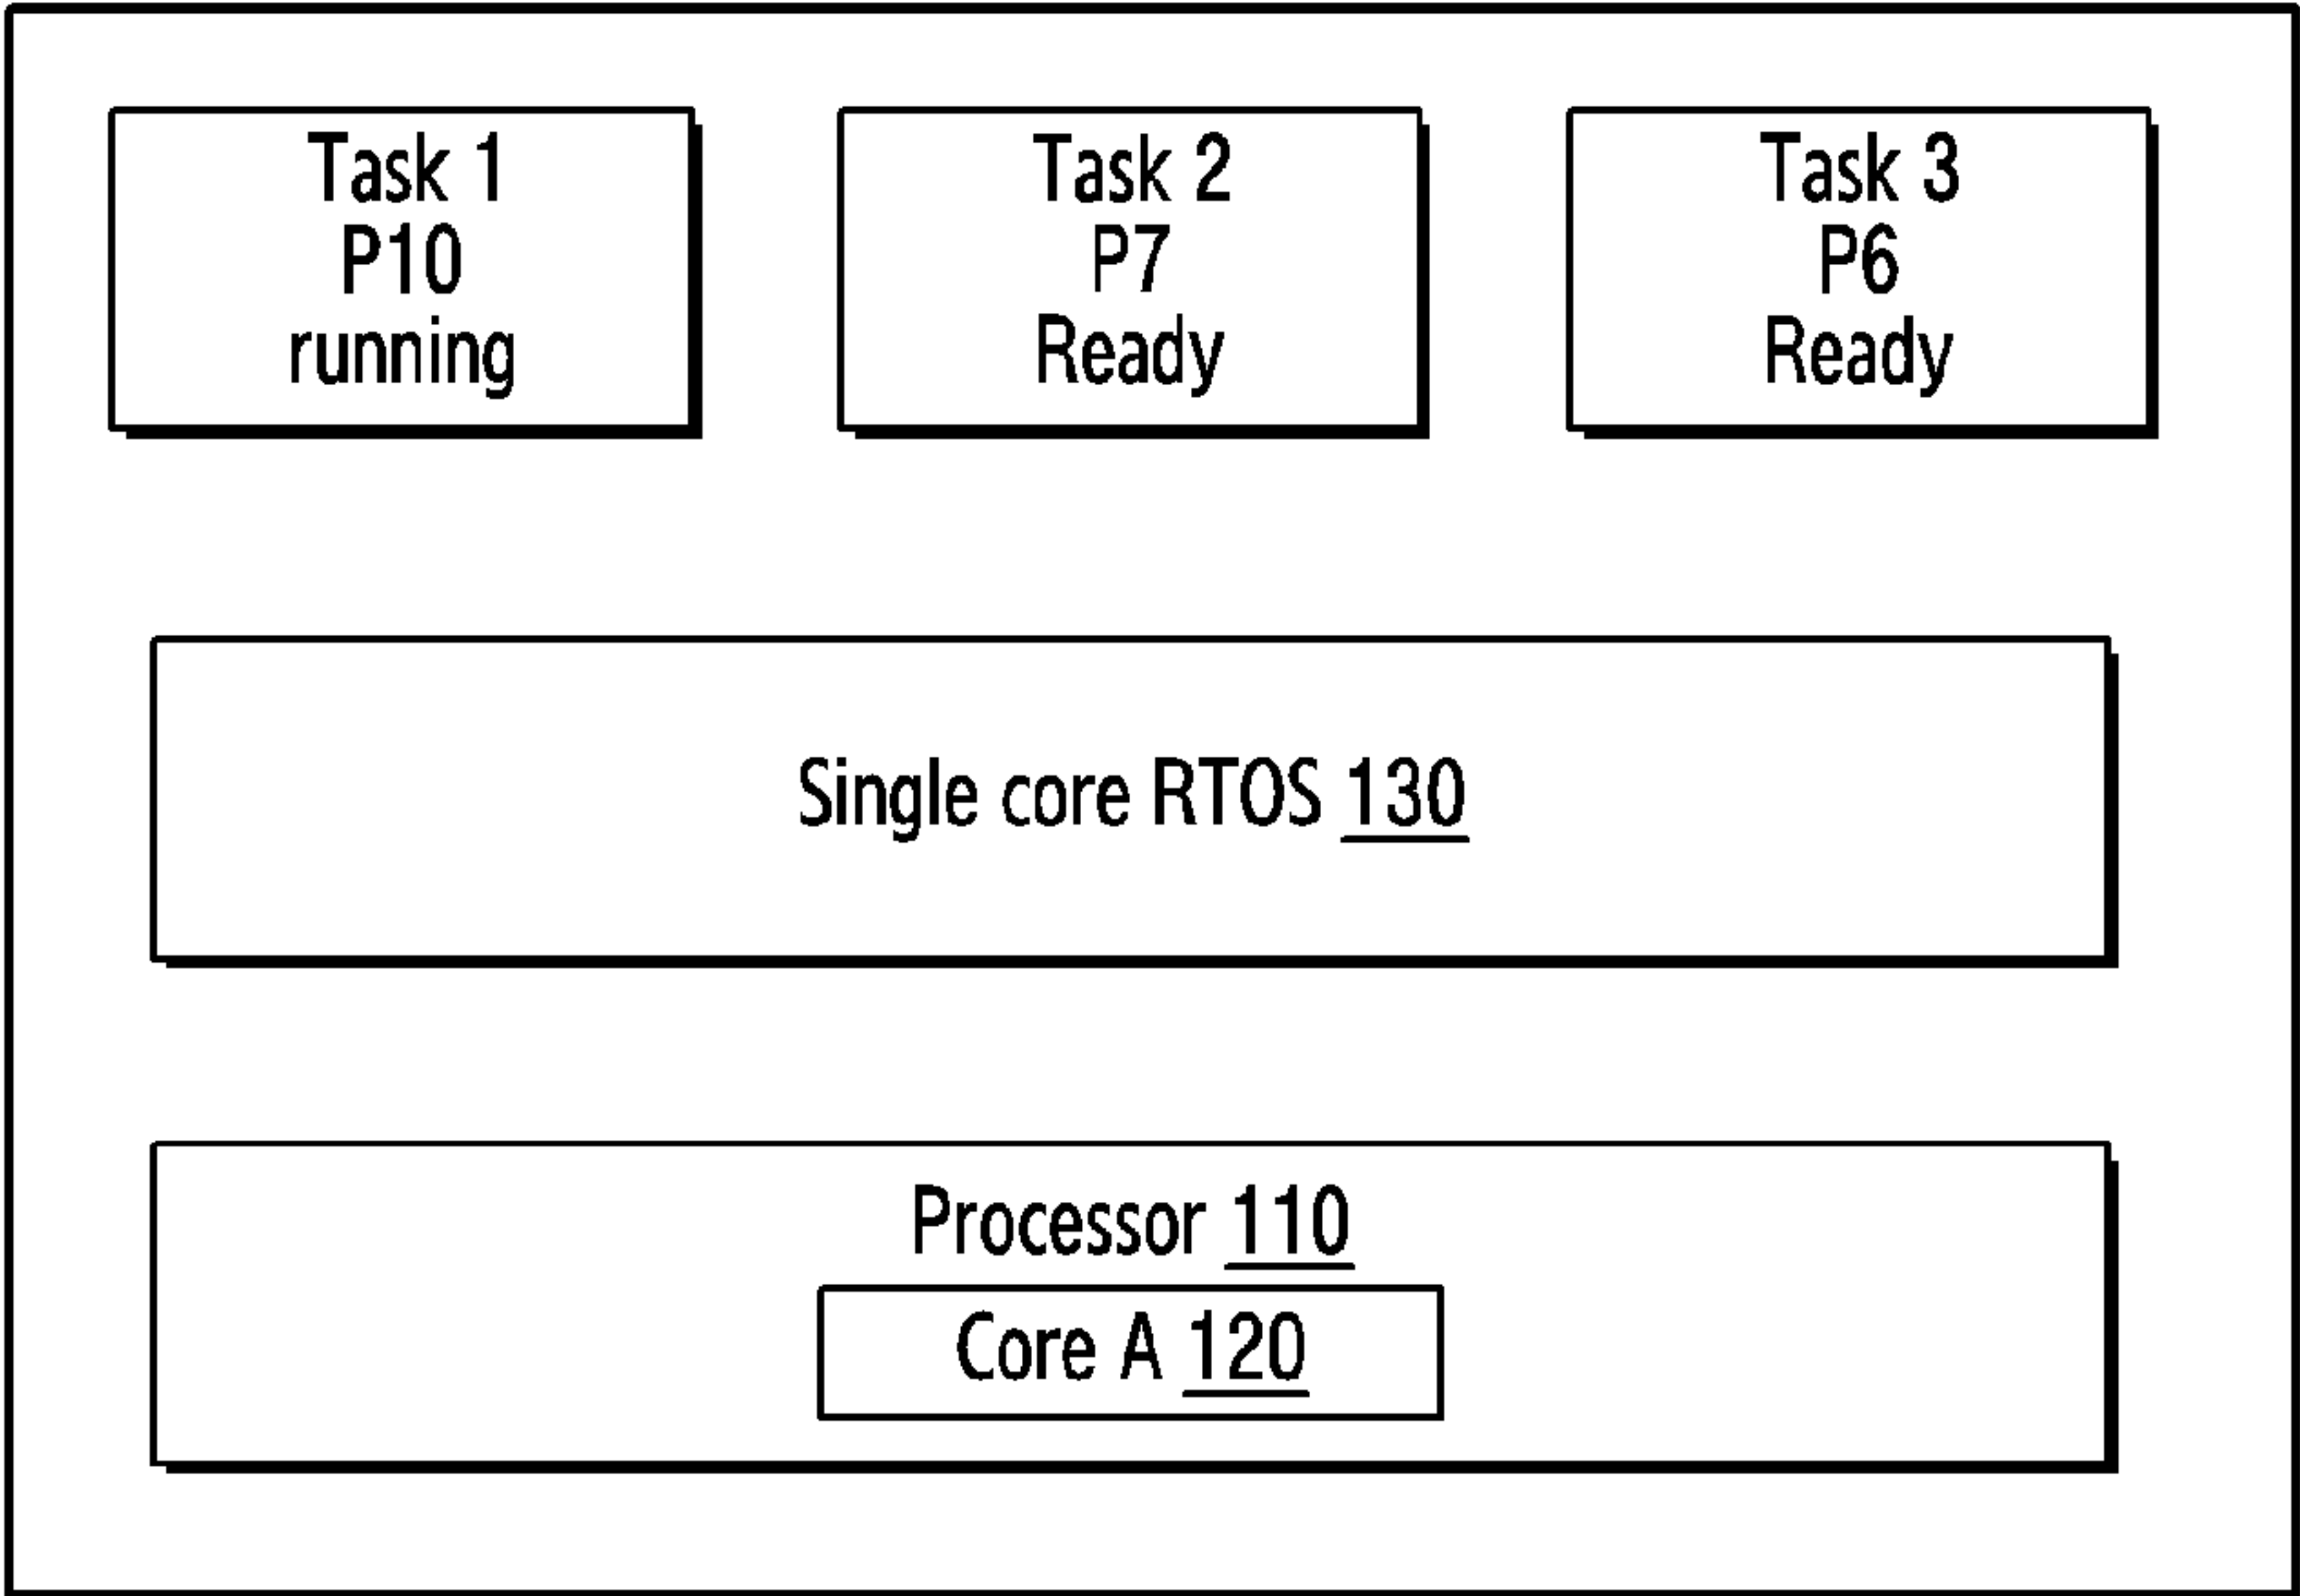 Task 1
P10
running
Task 2
P7
Ready
Task 3
P6
Ready
Single core RTOS 130
Processor 110
Core A 120